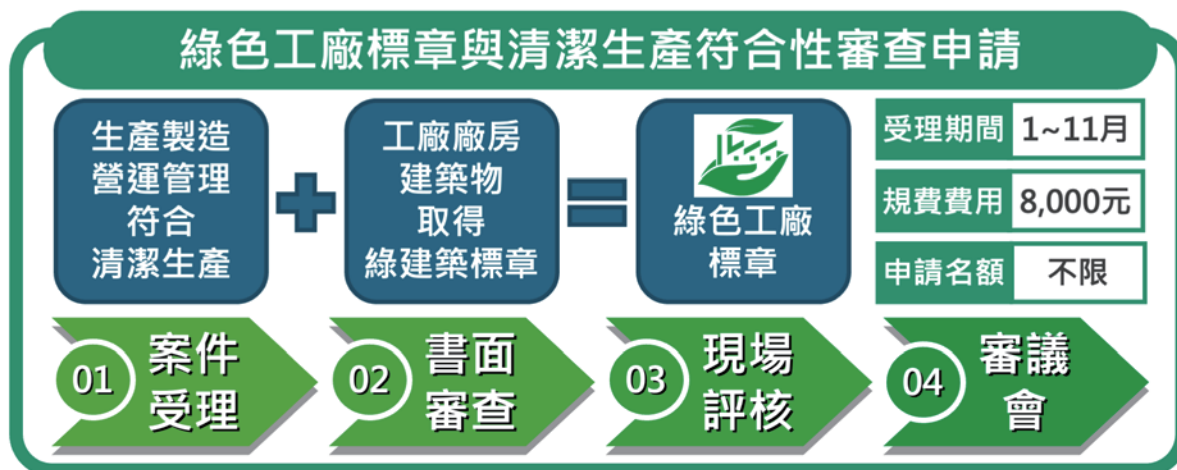 綠色工廠標章與清潔生產符合性審查申請
生產製造
營運管理
符合
清潔生產
工廠廠房
建築物
取得
綠建築標章
綠色工廠
標章
受理期間 1~11月
規費費用 8,000元
申請名額 不限
01 案件
受理
02 書面
審查
03 現場
評核
04 審議
會